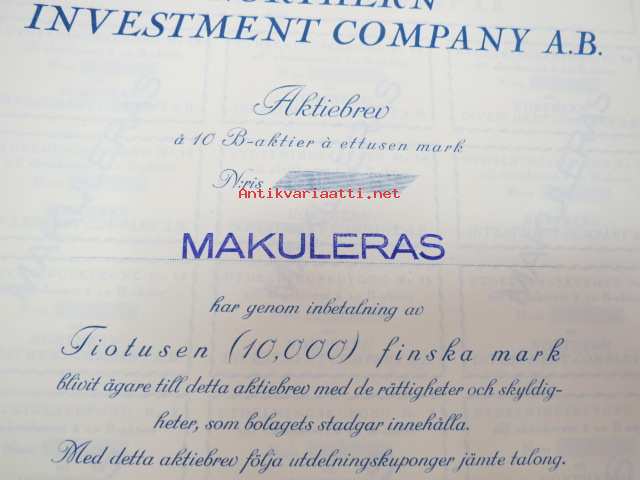 NORTHERN
INVESTMENT COMPANY A.B.
Aktiebrev
à 10 B-aktier à ettusen mark
N:ris
Antikvariaatti.net
MAKULERAS
har genom inbetalning av
Tiotusen (10,000) finska mark
blivit ägare till detta aktiebrev med de rättigheter och skyldig-
heter, som bolagets stadgar innehålla.
Med detta aktiebrev följa utdelningskuponger jämte talong.